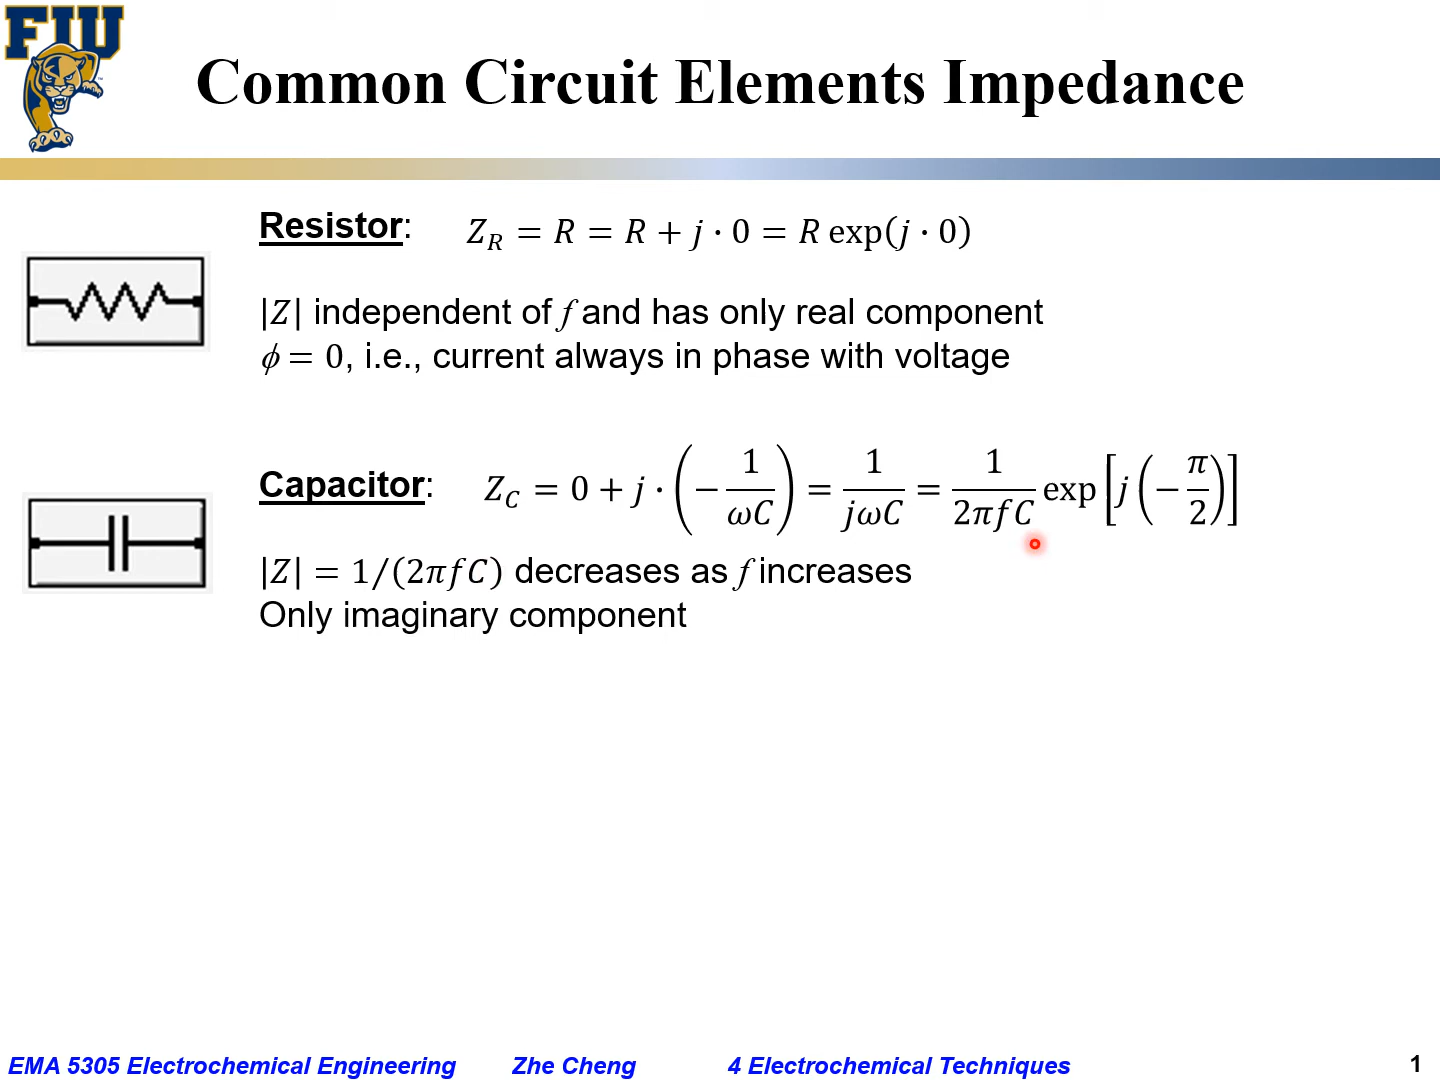 FIU
Common Circuit Elements Impedance
Resistor: Z_R = R = R + j · 0 = R exp(j · 0)
|Z| independent of f and has only real component
ϕ = 0, i.e., current always in phase with voltage
Capacitor: Z_C = 0 + j · (− 1/ωC) = 1/jωC = 1/2πfC exp[j(− π/2)]
|Z| = 1/(2πfC) decreases as f increases
Only imaginary component
EMA 5305 Electrochemical Engineering Zhe Cheng 4 Electrochemical Techniques 1